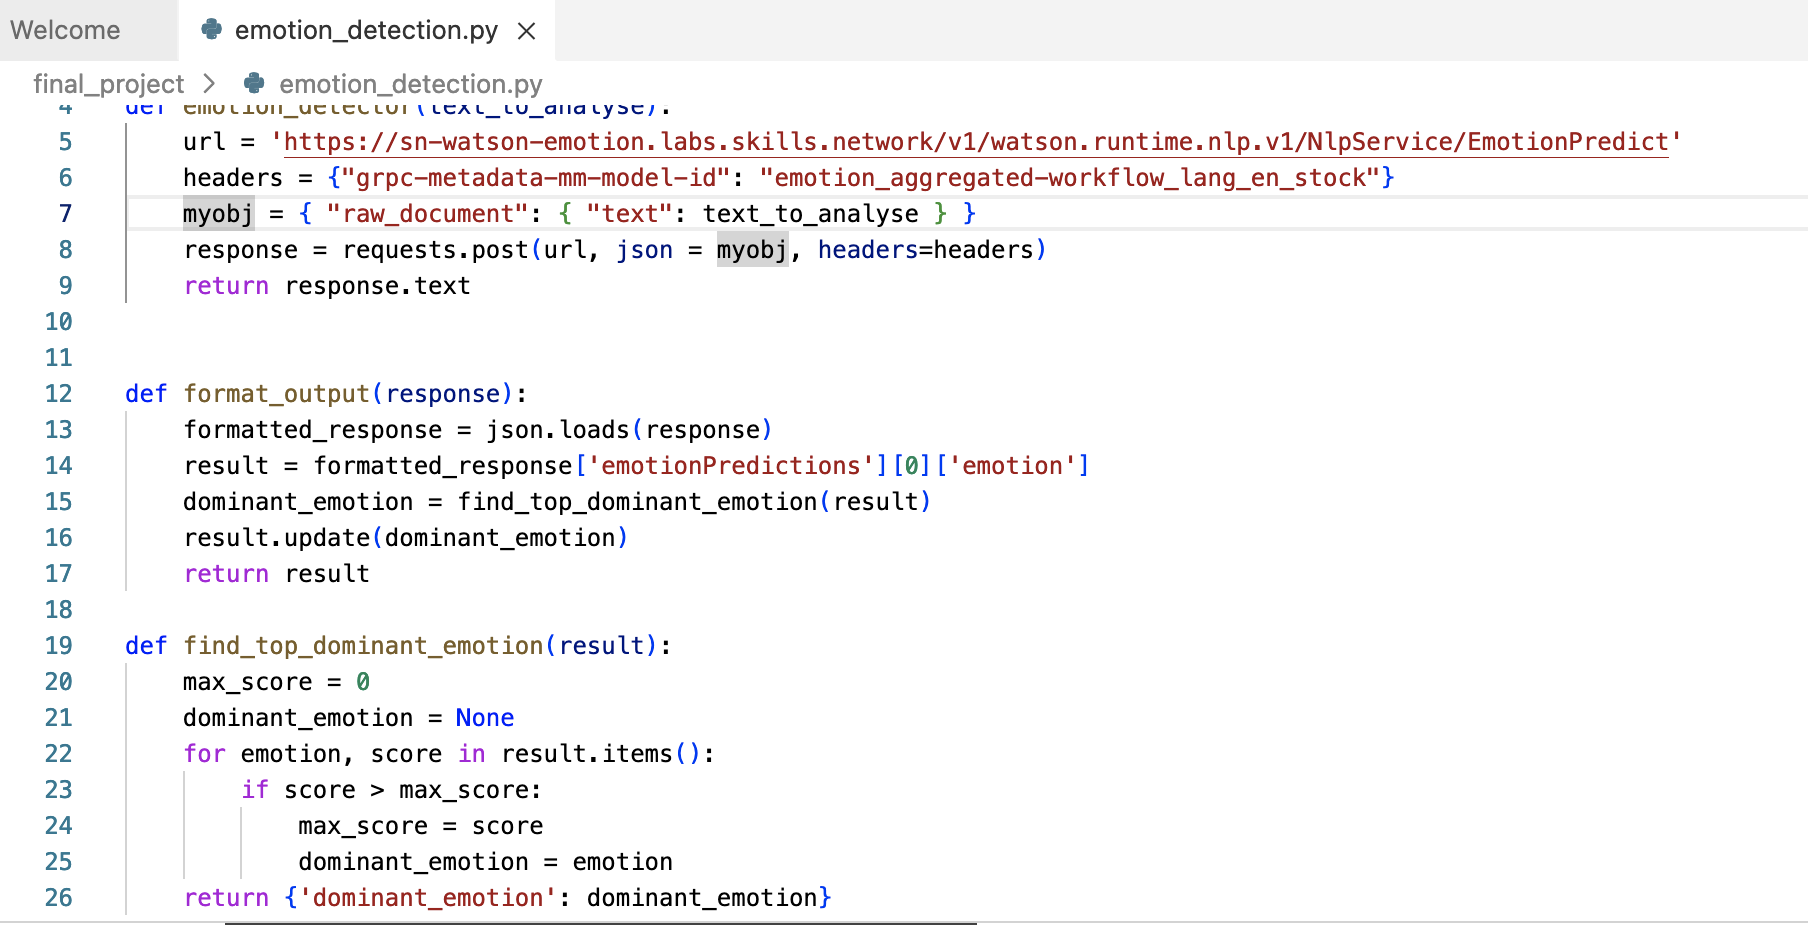 Welcome
emotion_detection.py
final_project > emotion_detection.py
4 def emotion_detector(text_to_analyse):
5     url = 'https://sn-watson-emotion.labs.skills.network/v1/watson.runtime.nlp.v1/NlpService/EmotionPredict'
6     headers = {"grpc-metadata-mm-model-id": "emotion_aggregated-workflow_lang_en_stock"}
7     myobj = { "raw_document": { "text": text_to_analyse } }
8     response = requests.post(url, json = myobj, headers=headers)
9     return response.text
10
11
12 def format_output(response):
13     formatted_response = json.loads(response)
14     result = formatted_response['emotionPredictions'][0]['emotion']
15     dominant_emotion = find_top_dominant_emotion(result)
16     result.update(dominant_emotion)
17     return result
18
19 def find_top_dominant_emotion(result):
20     max_score = 0
21     dominant_emotion = None
22     for emotion, score in result.items():
23         if score > max_score:
24             max_score = score
25             dominant_emotion = emotion
26     return {'dominant_emotion': dominant_emotion}